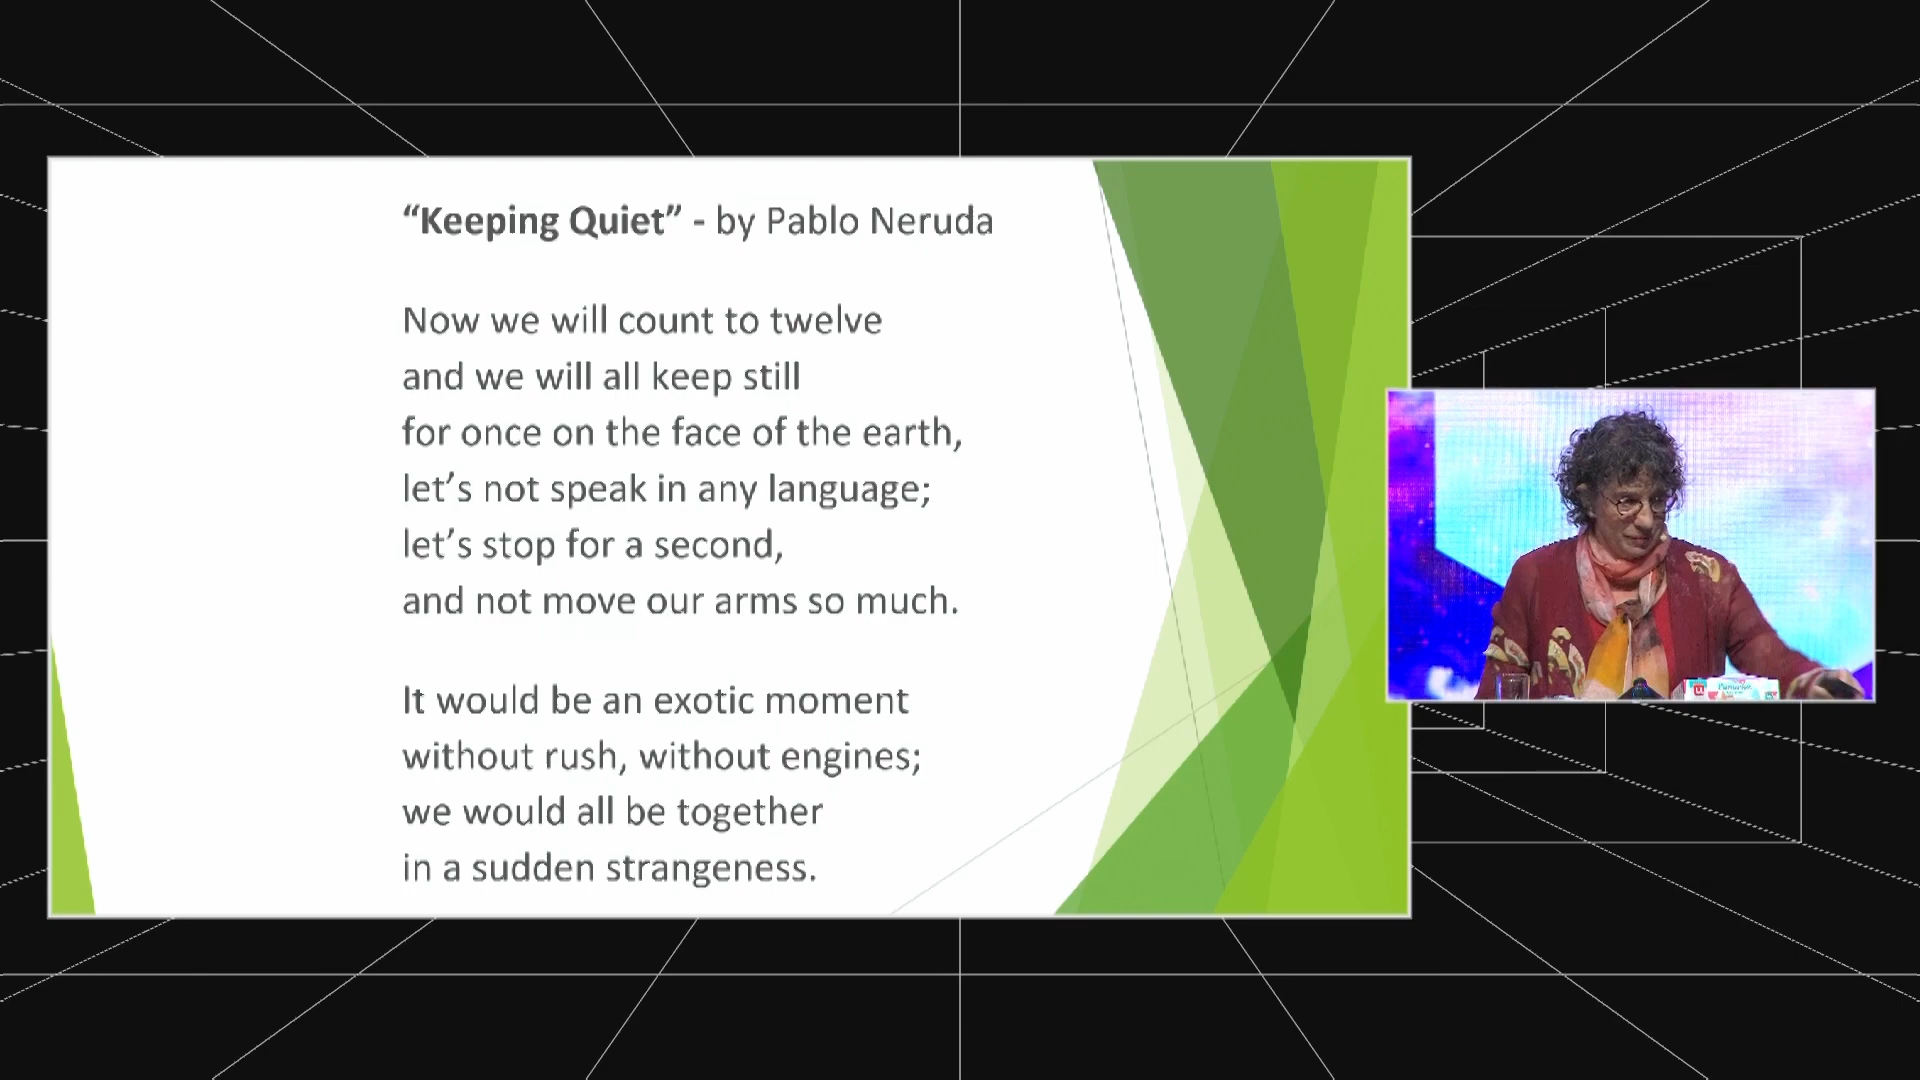 “Keeping Quiet” - by Pablo Neruda
Now we will count to twelve
and we will all keep still
for once on the face of the earth,
let’s not speak in any language;
let’s stop for a second,
and not move our arms so much.
It would be an exotic moment
without rush, without engines;
we would all be together
in a sudden strangeness.